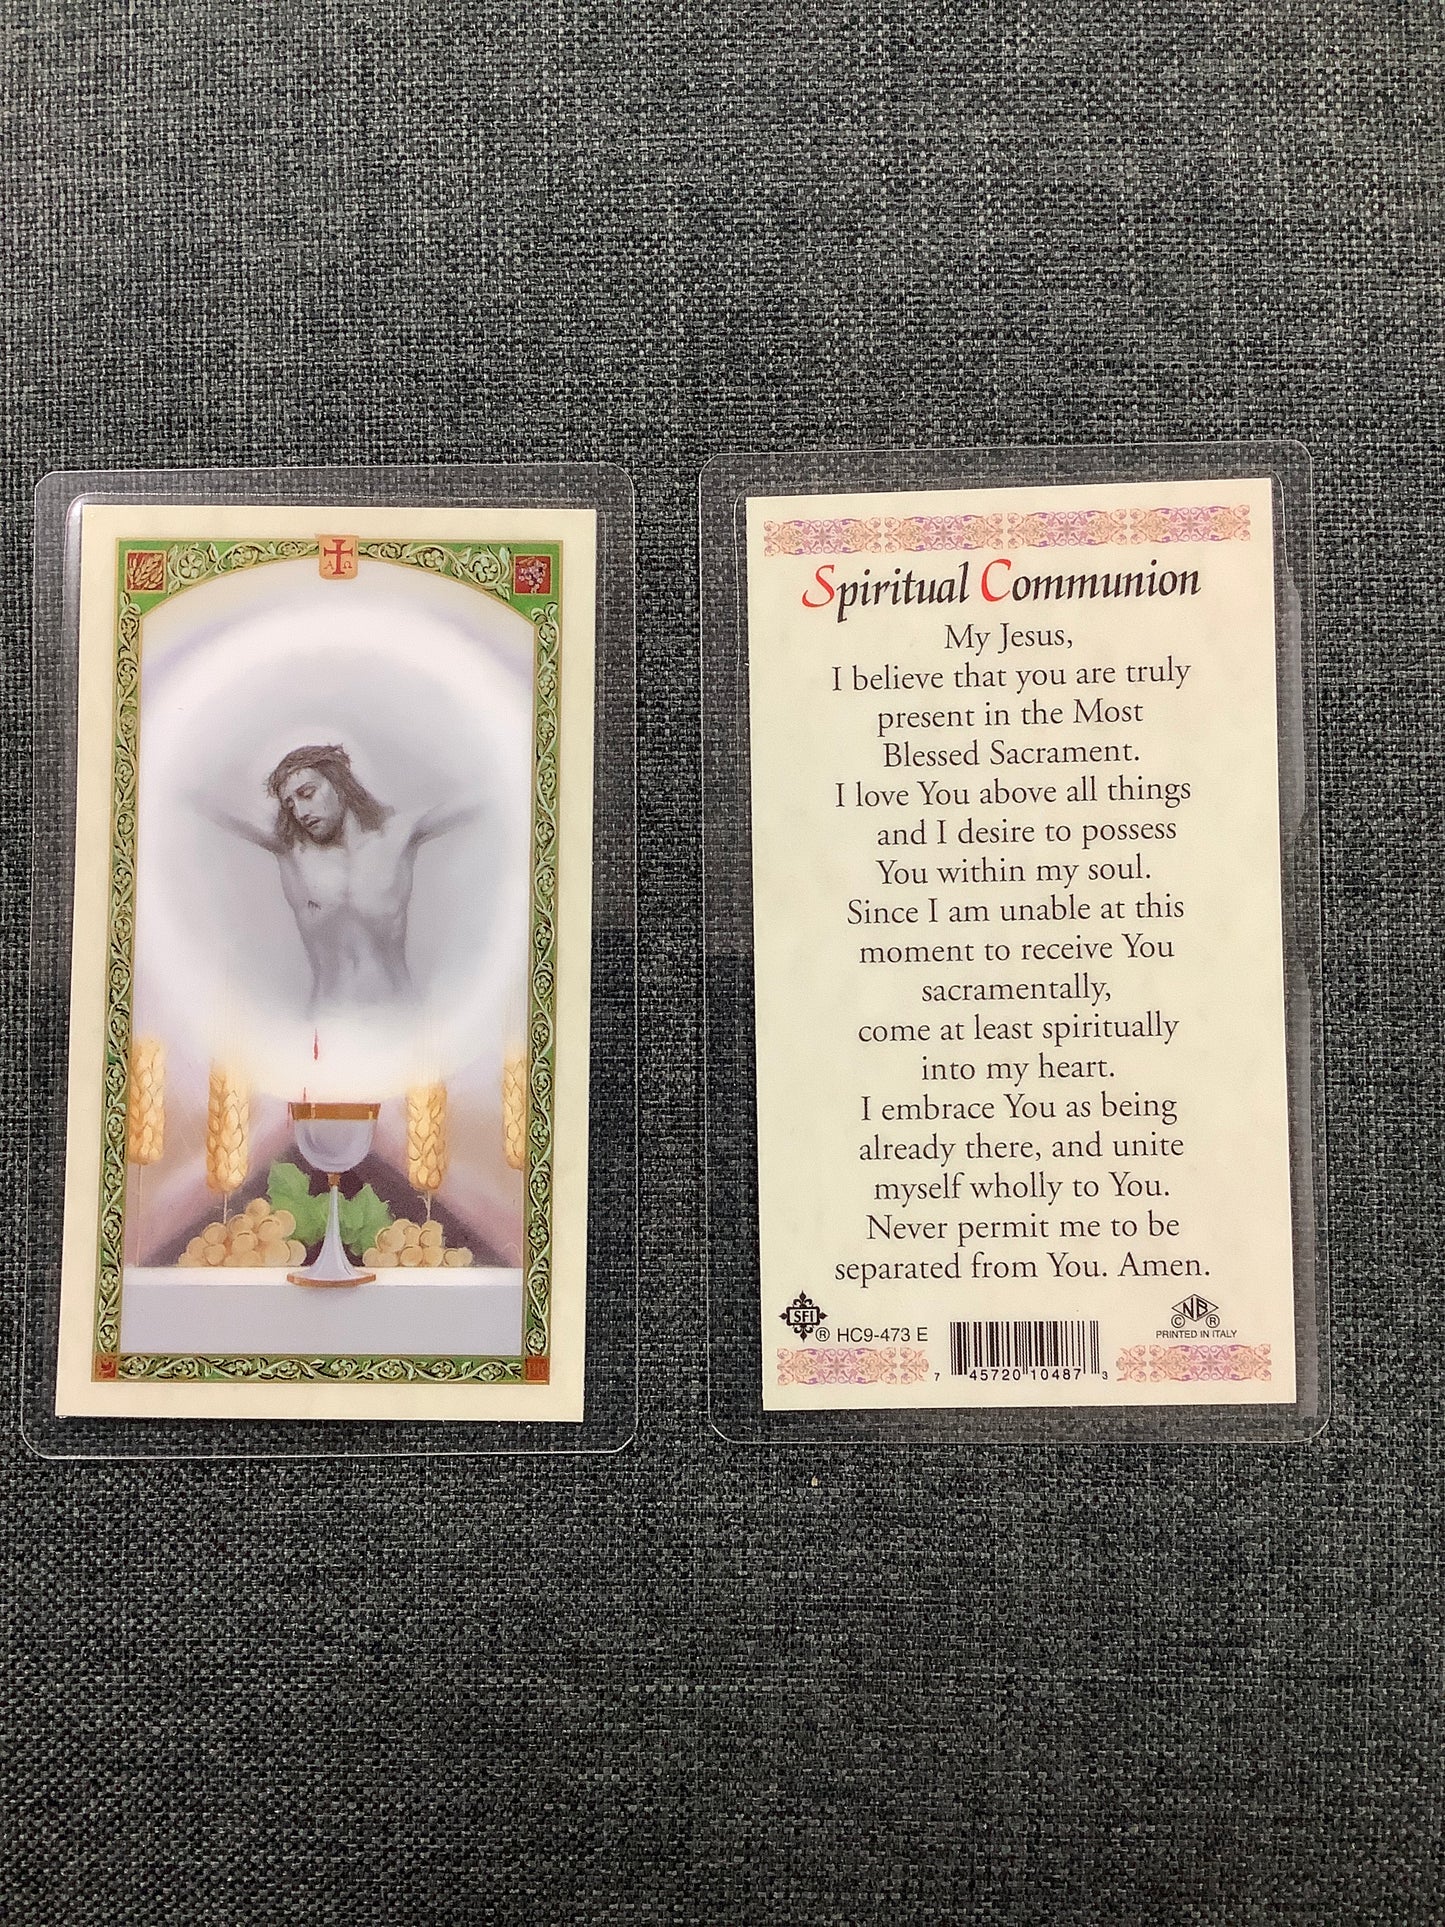 A Ω
Spiritual Communion
My Jesus,
I believe that you are truly
present in the Most
Blessed Sacrament.
I love You above all things
and I desire to possess
You within my soul.
Since I am unable at this
moment to receive You
sacramentally,
come at least spiritually
into my heart.
I embrace You as being
already there, and unite
myself wholly to You.
Never permit me to be
separated from You. Amen.
SFI ® HC9-473 E
NB
© ®
PRINTED IN ITALY
7 45720 10487 3